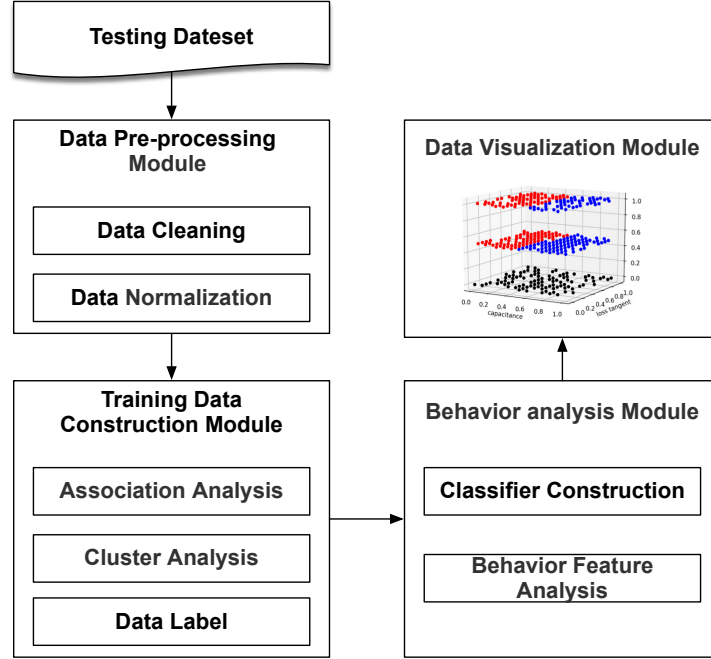 Testing Dateset
Data Pre-processing
Module
Data Cleaning
Data Normalization
Training Data
Construction Module
Association Analysis
Cluster Analysis
Data Label
Data Visualization Module
1.0
0.8
0.6
0.4
0.2
0.0
0.0 0.2 0.4 0.6 0.8 1.0
capacitance
0.0 0.2 0.4 0.6 0.8 1.0
loss tangent
Behavior analysis Module
Classifier Construction
Behavior Feature
Analysis